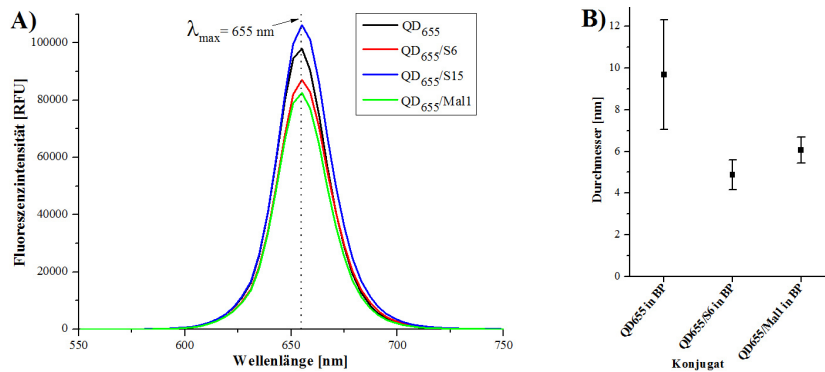 A)
λmax= 655 nm
QD655
QD655/S6
QD655/S15
QD655/Mal1
Fluoreszenzintensität [RFU]
100000
80000
60000
40000
20000
0
550
600
650
700
750
Wellenlänge [nm]
B)
Durchmesser [nm]
12
10
8
6
4
2
0
QD655 in BP
QD655/S6 in BP
QD655/Mal1 in BP
Konjugat